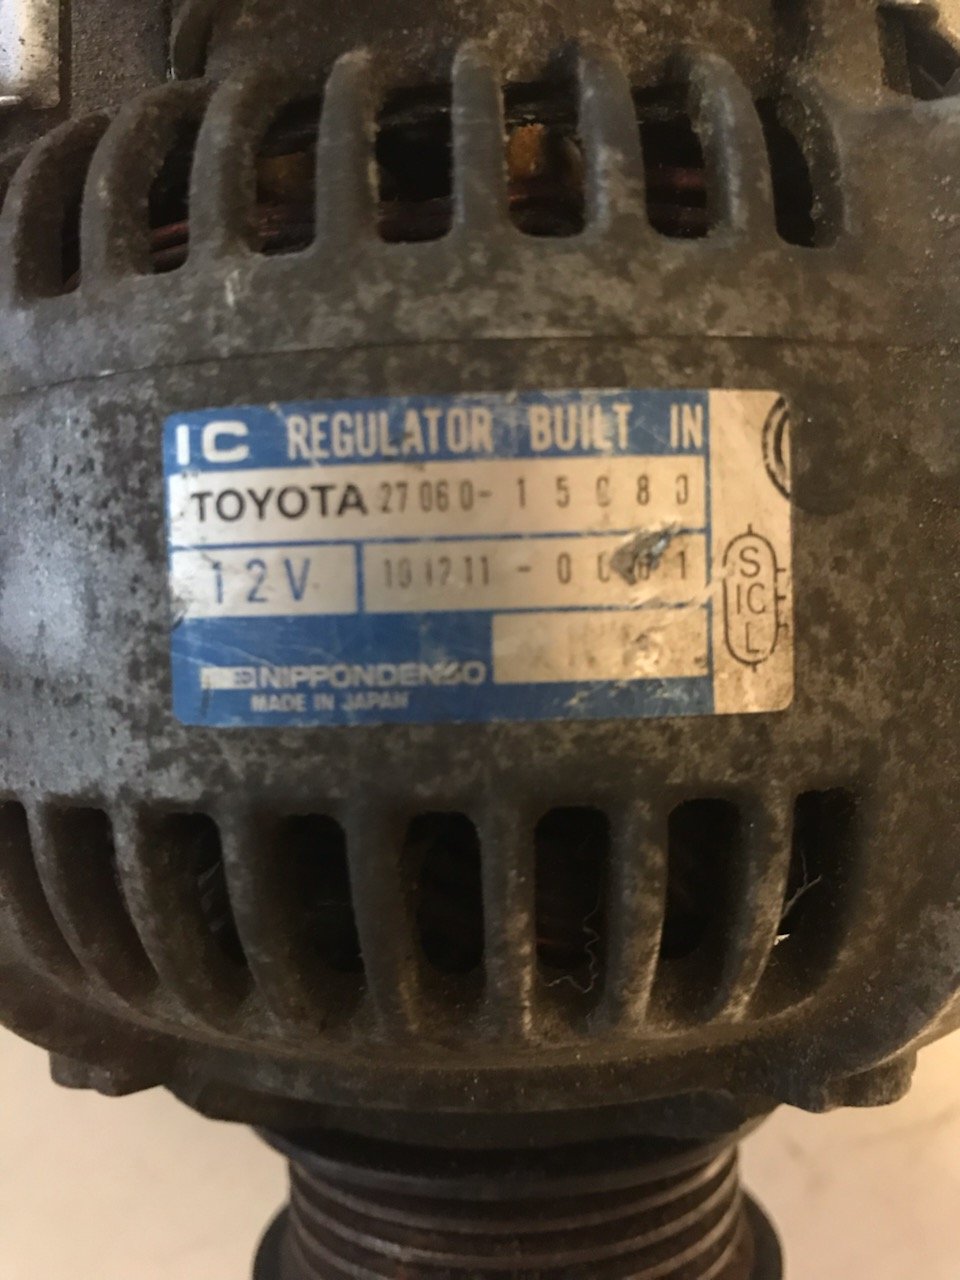 IC REGULATOR BUILT IN
TOYOTA 27060-15080
12V
NIPPONDENSO
MADE IN JAPAN
S
IC
L